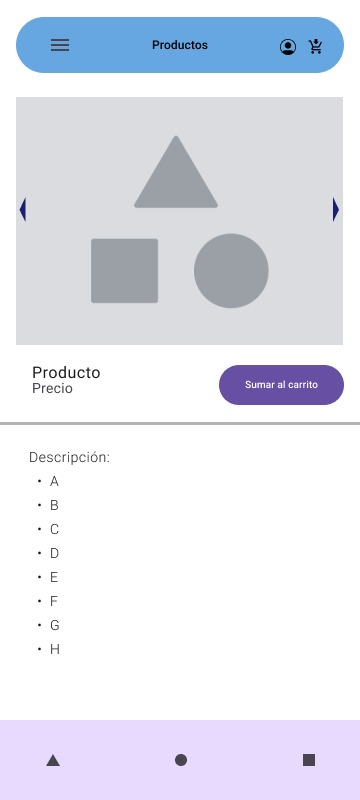 Productos
Producto
Precio
Sumar al carrito
Descripción:
• A
• B
• C
• D
• E
• F
• G
• H